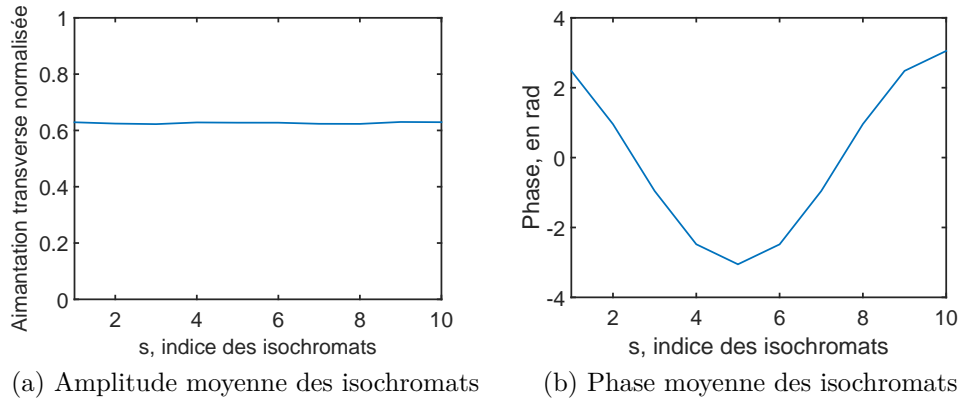 Aimantation transverse normalisée
1
0.8
0.6
0.4
0.2
0
2 4 6 8 10
s, indice des isochromats
(a) Amplitude moyenne des isochromats
Phase, en rad
4
2
0
-2
-4
2 4 6 8 10
s, indice des isochromats
(b) Phase moyenne des isochromats